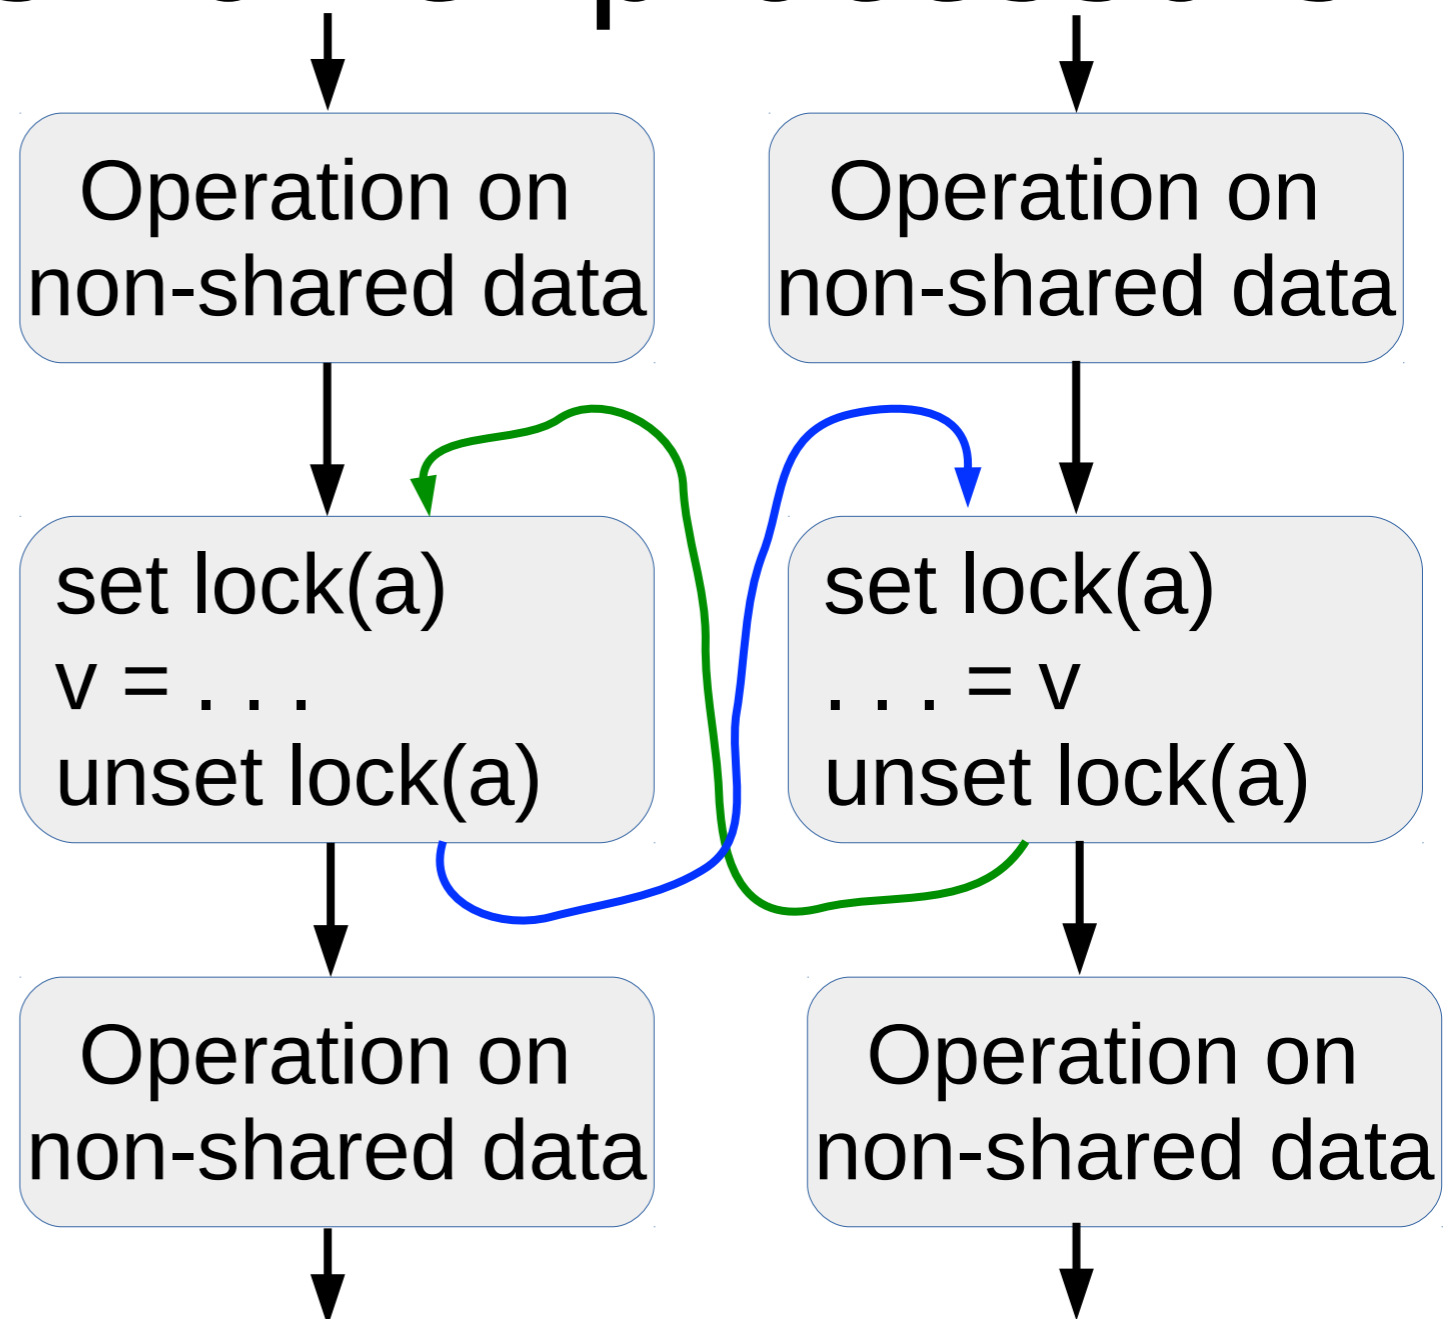 Operation on
non-shared data
Operation on
non-shared data
set lock(a)
v = . . .
unset lock(a)
set lock(a)
. . . = v
unset lock(a)
Operation on
non-shared data
Operation on
non-shared data